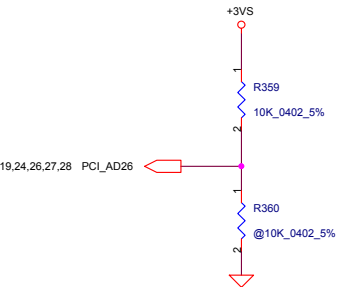 +3VS
1
R359
10K_0402_5%
2
19,24,26,27,28 PCI_AD26
1
R360
@10K_0402_5%
2